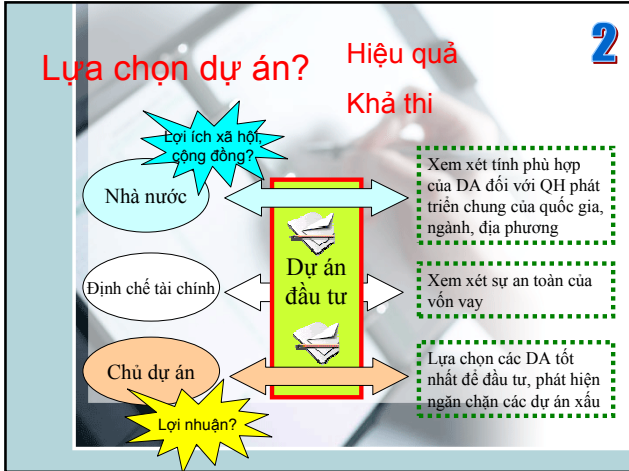 2
Lựa chọn dự án?
Hiệu quả
Khả thi
Lợi ích xã hội,
cộng đồng?
Nhà nước
Xem xét tính phù hợp
của DA đối với QH phát
triển chung của quốc gia,
ngành, địa phương
Dự án
đầu tư
Định chế tài chính
Xem xét sự an toàn của
vốn vay
Chủ dự án
Lựa chọn các DA tốt
nhất để đầu tư, phát hiện
ngăn chặn các dự án xấu
Lợi nhuận?